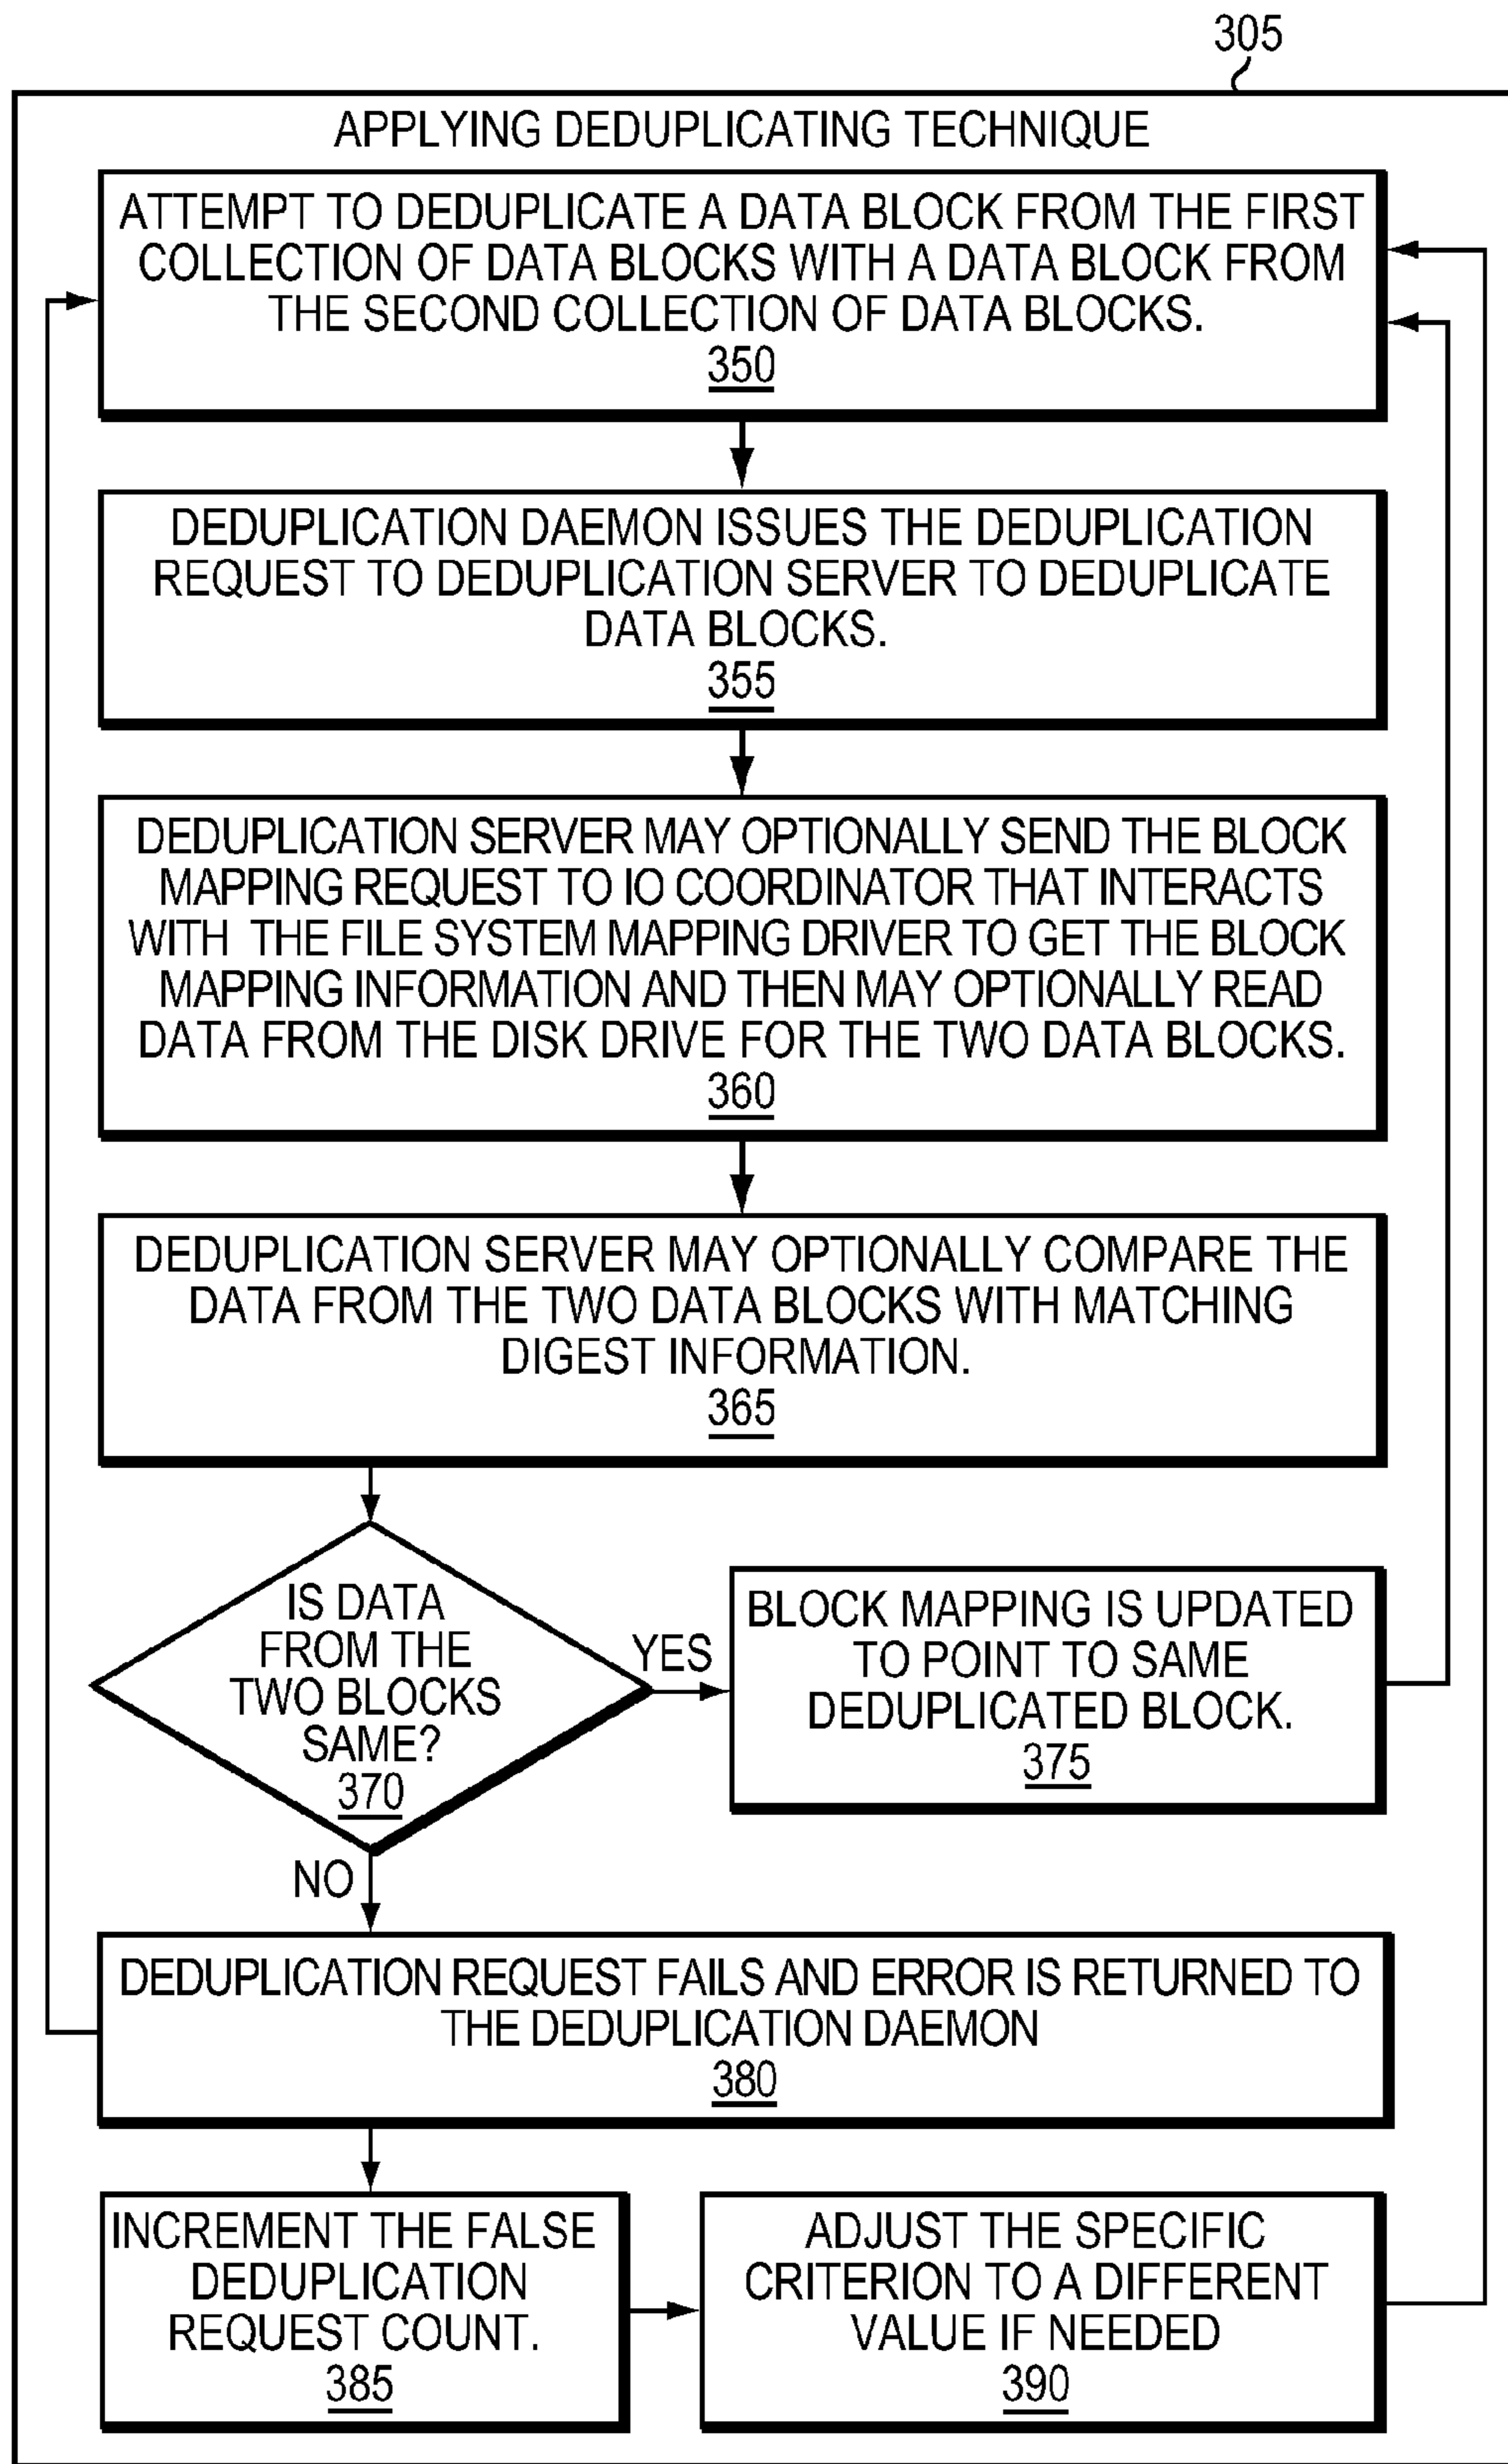 305
APPLYING DEDUPLICATING TECHNIQUE
ATTEMPT TO DEDUPLICATE A DATA BLOCK FROM THE FIRST
COLLECTION OF DATA BLOCKS WITH A DATA BLOCK FROM
THE SECOND COLLECTION OF DATA BLOCKS.
350
DEDUPLICATION DAEMON ISSUES THE DEDUPLICATION
REQUEST TO DEDUPLICATION SERVER TO DEDUPLICATE
DATA BLOCKS.
355
DEDUPLICATION SERVER MAY OPTIONALLY SEND THE BLOCK
MAPPING REQUEST TO IO COORDINATOR THAT INTERACTS
WITH THE FILE SYSTEM MAPPING DRIVER TO GET THE BLOCK
MAPPING INFORMATION AND THEN MAY OPTIONALLY READ
DATA FROM THE DISK DRIVE FOR THE TWO DATA BLOCKS.
360
DEDUPLICATION SERVER MAY OPTIONALLY COMPARE THE
DATA FROM THE TWO DATA BLOCKS WITH MATCHING
DIGEST INFORMATION.
365
IS DATA
FROM THE
TWO BLOCKS
SAME?
370
YES
BLOCK MAPPING IS UPDATED
TO POINT TO SAME
DEDUPLICATED BLOCK.
375
NO
DEDUPLICATION REQUEST FAILS AND ERROR IS RETURNED TO
THE DEDUPLICATION DAEMON
380
INCREMENT THE FALSE
DEDUPLICATION
REQUEST COUNT.
385
ADJUST THE SPECIFIC
CRITERION TO A DIFFERENT
VALUE IF NEEDED
390